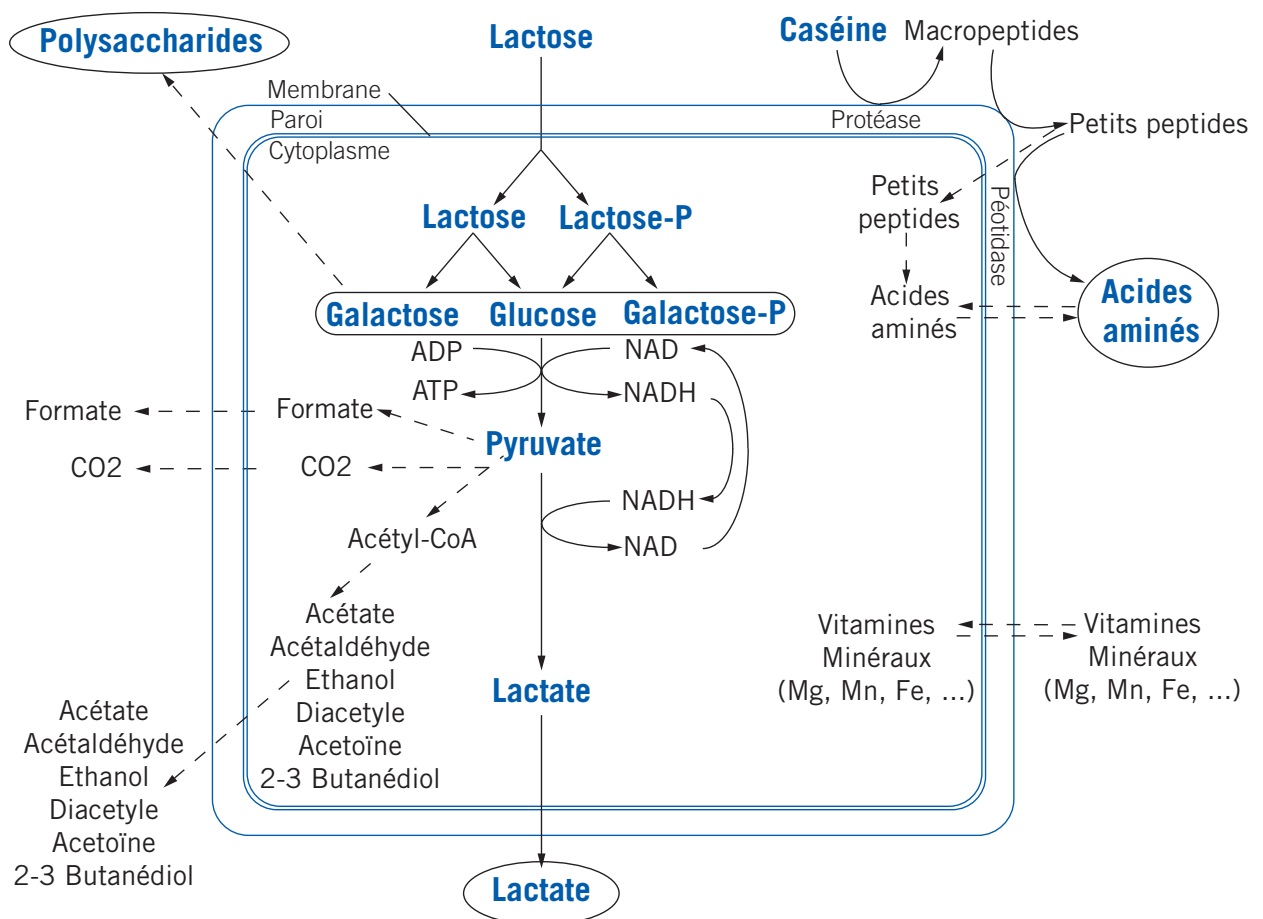 Polysaccharides
Lactose
Caséine Macropeptides
Membrane
Paroi
Protéase
Petits peptides
Cytoplasme
Petits
peptides
Péotidase
Lactose
Lactose-P
Acides
aminés
Acides
aminés
Galactose Glucose Galactose-P
ADP
NAD
ATP
NADH
Formate
Formate
Pyruvate
CO2
CO2
NADH
Acétyl-CoA
NAD
Acétate
Acétaldéhyde
Ethanol
Diacetyle
Acetoïne
2-3 Butanédiol
Vitamines
Minéraux
(Mg, Mn, Fe, ...)
Vitamines
Minéraux
(Mg, Mn, Fe, ...)
Lactate
Acétate
Acétaldéhyde
Ethanol
Diacetyle
Acetoïne
2-3 Butanédiol
Lactate